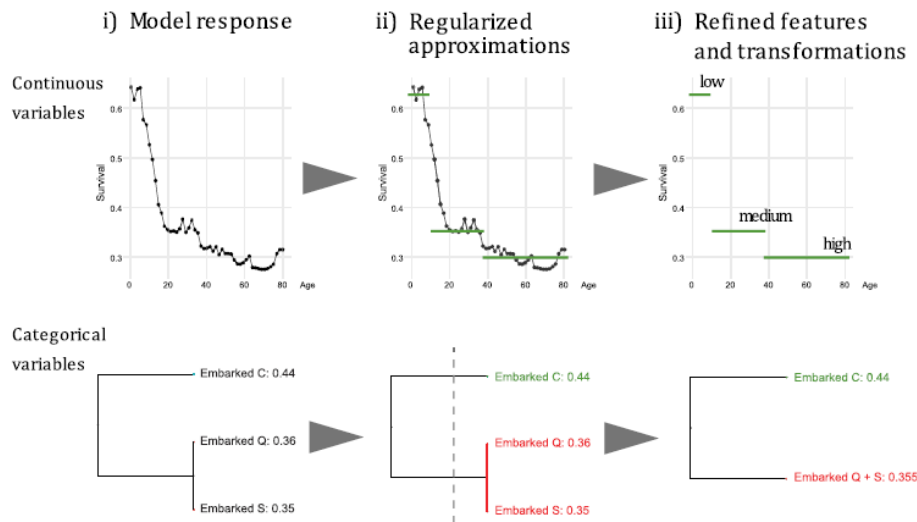 i) Model response
ii) Regularized
approximations
iii) Refined features
and transformations
Continuous
variables
0.6
0.5
0.4
0.3
Survival
0 20 40 60 80 Age
0.6
0.5
0.4
0.3
Survival
0 20 40 60 80 Age
low
medium
high
0.6
0.5
0.4
0.3
Survival
0 20 40 60 80 Age
Categorical
variables
Embarked C: 0.44
Embarked Q: 0.36
Embarked S: 0.35
Embarked C: 0.44
Embarked Q: 0.36
Embarked S: 0.35
Embarked C: 0.44
Embarked Q + S: 0.355